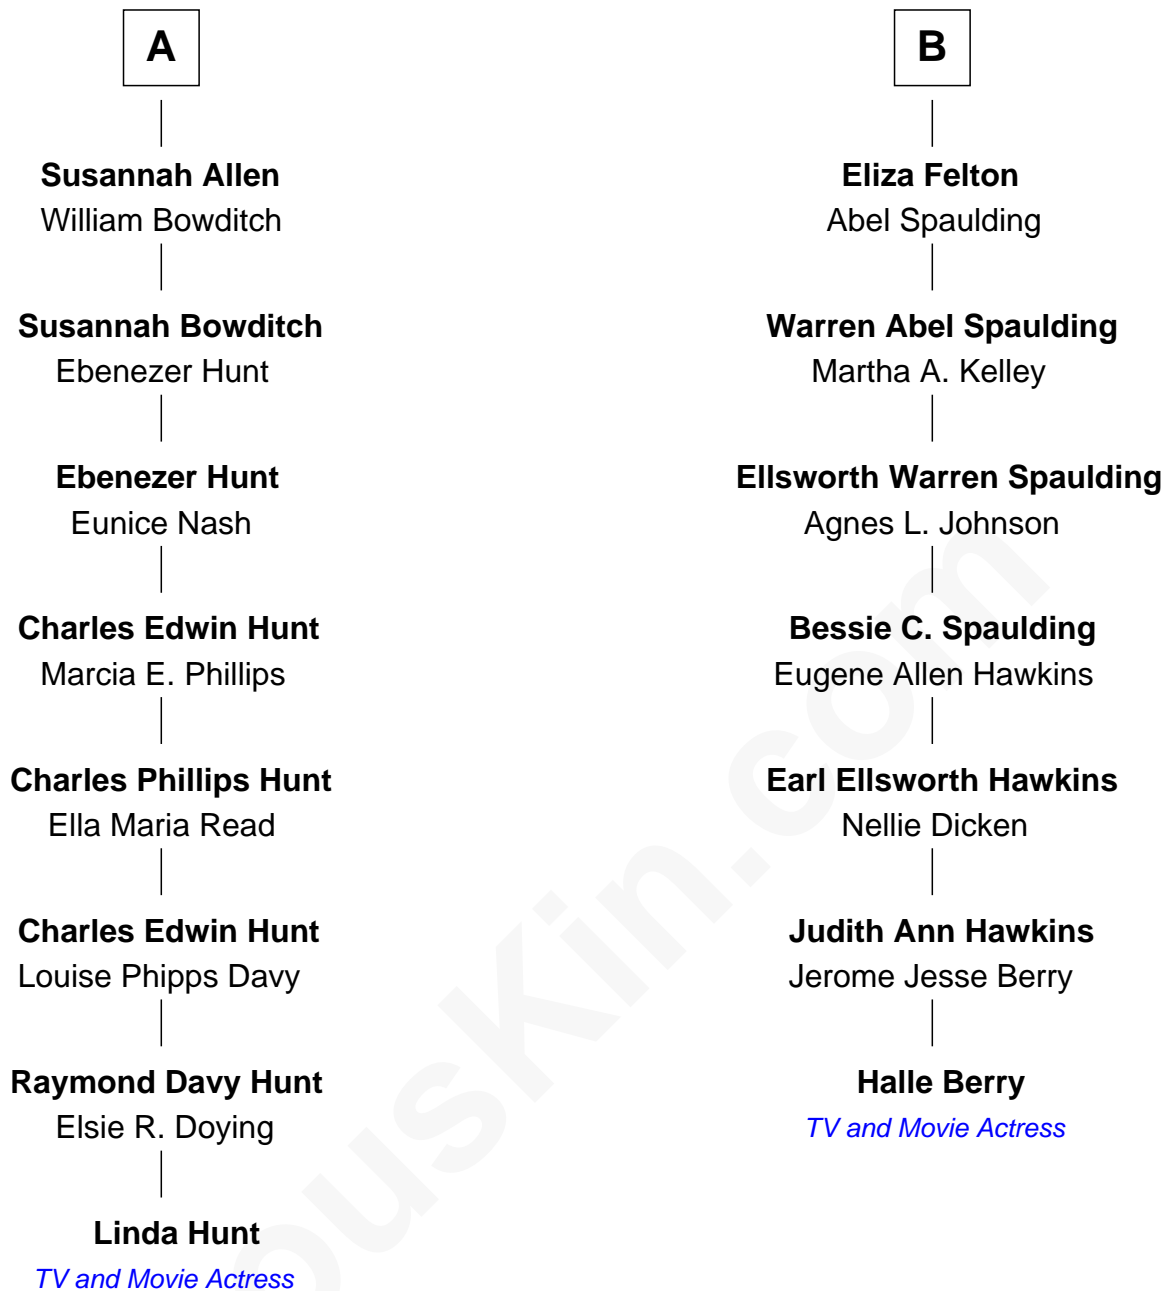 A
Susannah Allen
William Bowditch
Susannah Bowditch
Ebenezer Hunt
Ebenezer Hunt
Eunice Nash
Charles Edwin Hunt
Marcia E. Phillips
Charles Phillips Hunt
Ella Maria Read
Charles Edwin Hunt
Louise Phipps Davy
Raymond Davy Hunt
Elsie R. Doying
Linda Hunt
TV and Movie Actress
B
Eliza Felton
Abel Spaulding
Warren Abel Spaulding
Martha A. Kelley
Ellsworth Warren Spaulding
Agnes L. Johnson
Bessie C. Spaulding
Eugene Allen Hawkins
Earl Ellsworth Hawkins
Nellie Dicken
Judith Ann Hawkins
Jerome Jesse Berry
Halle Berry
TV and Movie Actress
ousKin.com